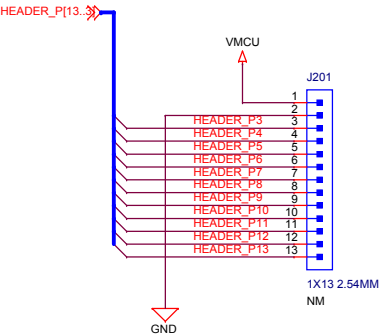 HEADER_P[13..3]
VMCU
J201
1
2
HEADER_P3 3
HEADER_P4 4
HEADER_P5 5
HEADER_P6 6
HEADER_P7 7
HEADER_P8 8
HEADER_P9 9
HEADER_P10 10
HEADER_P11 11
HEADER_P12 12
HEADER_P13 13
1X13 2.54MM
NM
GND